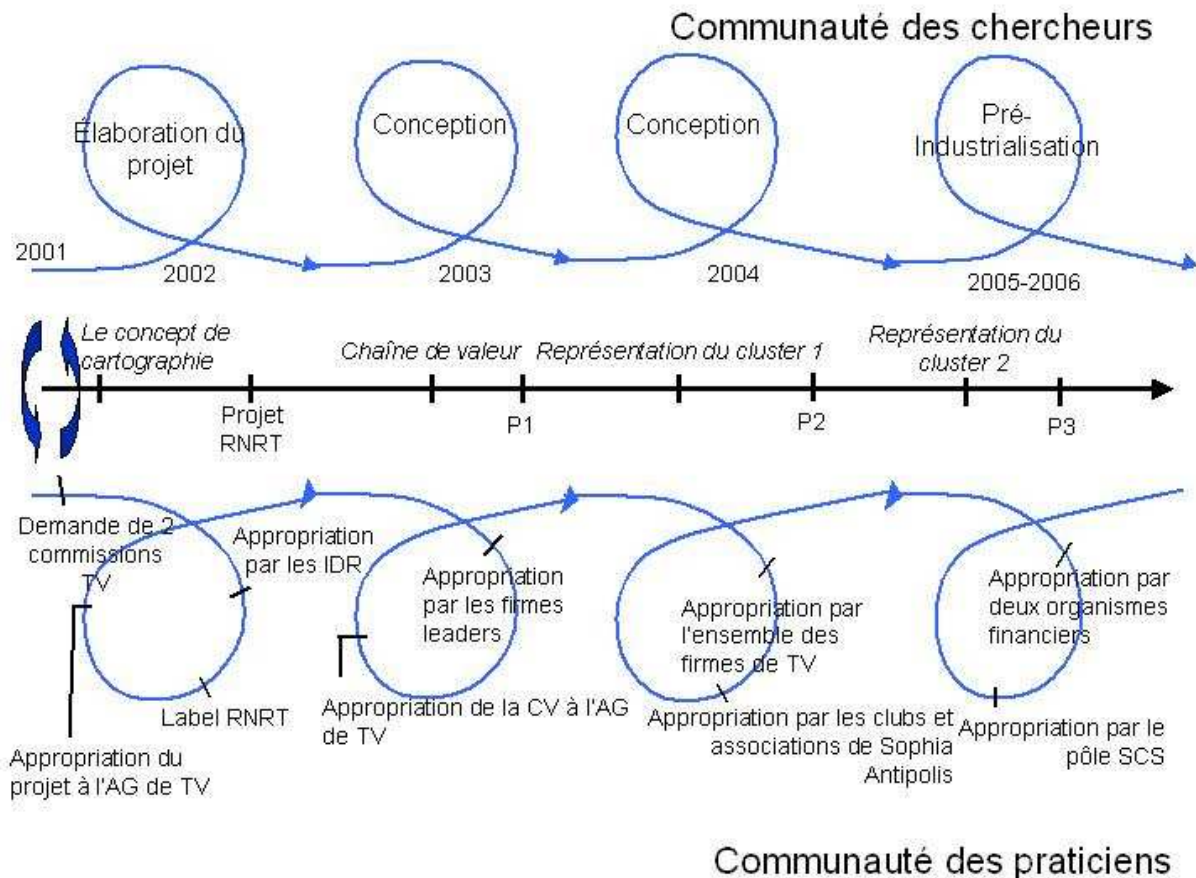 Communauté des chercheurs
Élaboration du
projet
Conception
Conception
Pré-
Industrialisation
2001
2002
2003
2004
2005-2006
Le concept de
cartographie
Chaîne de valeur
Représentation du cluster 1
Représentation du
cluster 2
Projet
RNRT
P1
P2
P3
Demande de 2
commissions
TV
Appropriation
par les IDR
Appropriation
par les firmes
leaders
Appropriation par
l'ensemble des
firmes de TV
Appropriation par
deux organismes
financiers
Label RNRT
Appropriation du
projet à l'AG de TV
Appropriation de la CV à l'AG
de TV
Appropriation par les clubs et
associations de Sophia
Antipolis
Appropriation par le
pôle SCS
Communauté des praticiens